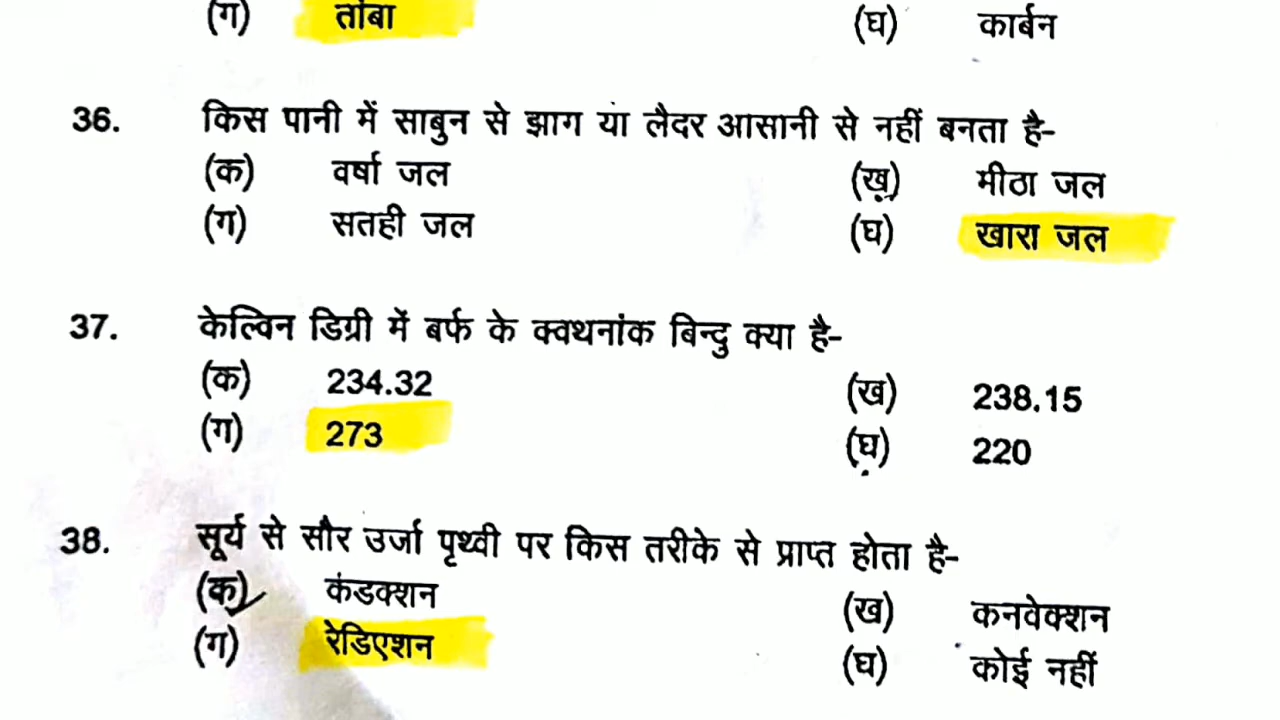 (ग) तांबा (घ) कार्बन
36. किस पानी में साबुन से झाग या लैदर आसानी से नहीं बनता है-
(क) वर्षा जल (ख) मीठा जल
(ग) सतही जल (घ) खारा जल
37. केल्विन डिग्री में बर्फ के क्वथनांक बिन्दु क्या है-
(क) 234.32 (ख) 238.15
(ग) 273 (घ) 220
38. सूर्य से सौर उर्जा पृथ्वी पर किस तरीके से प्राप्त होता है-
(क) कंडक्शन (ख) कनवेक्शन
(ग) रेडिएशन (घ) कोई नहीं